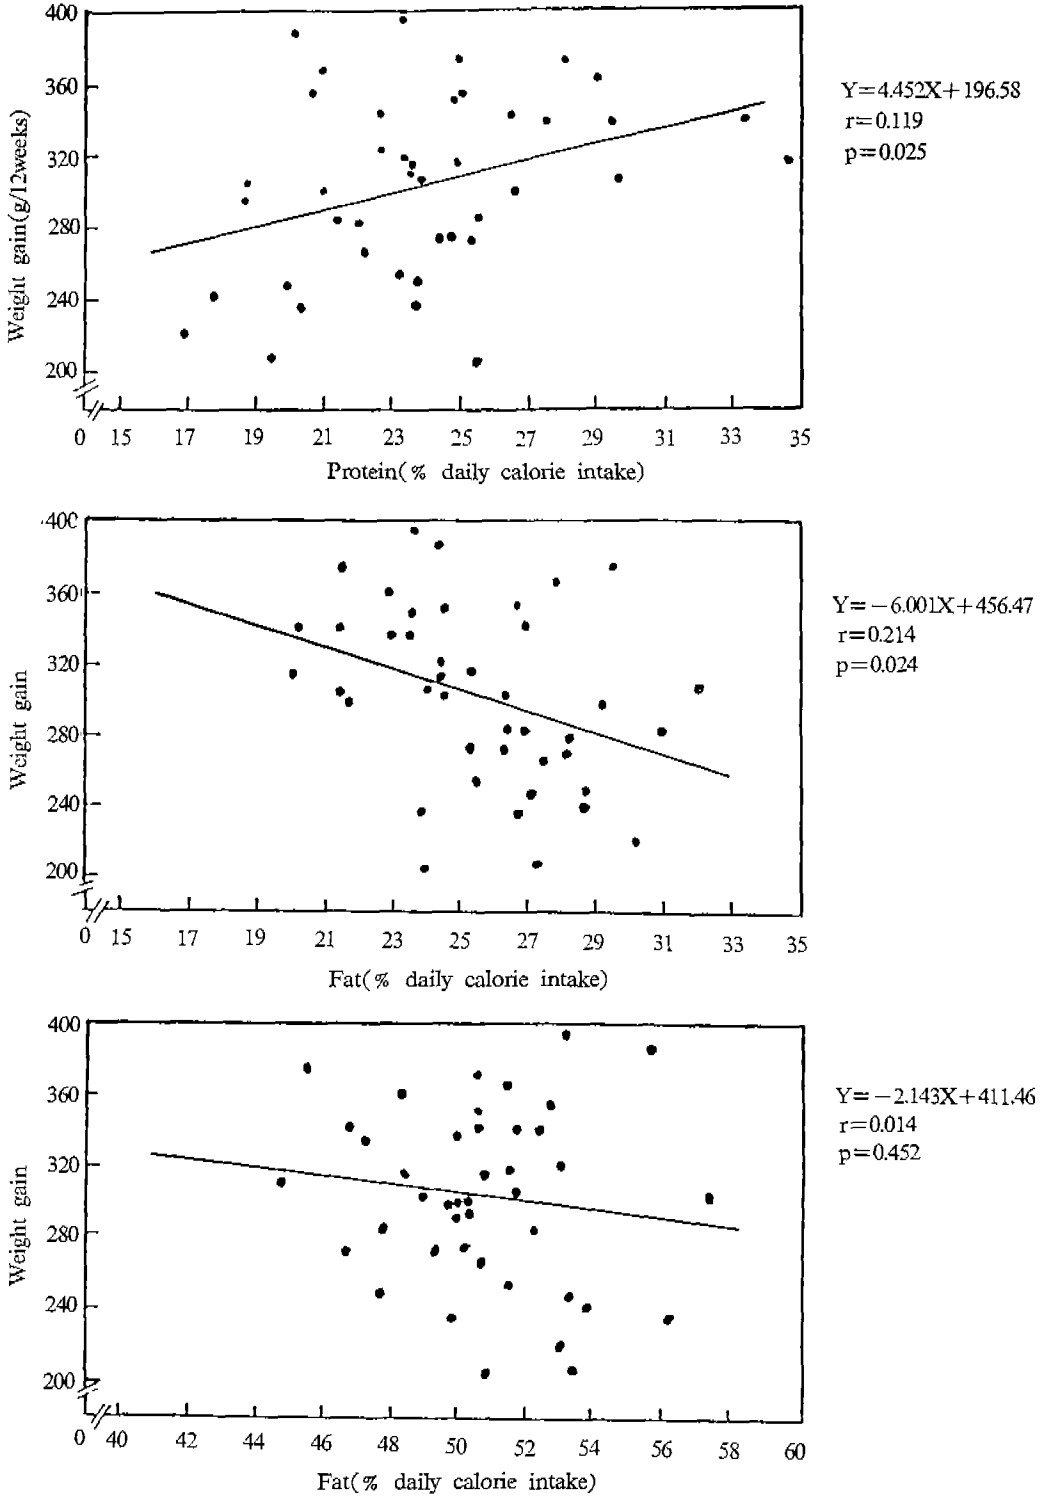 400
360
320
280
240
200
Weight gain(g/12weeks)
Y=4.452X+196.58
r=0.119
p=0.025
0 15 17 19 21 23 25 27 29 31 33 35
Protein(% daily calorie intake)
400
360
320
280
240
200
Weight gain
Y=−6.001X+456.47
r=0.214
p=0.024
0 15 17 19 21 23 25 27 29 31 33 35
Fat(% daily calorie intake)
400
360
320
280
240
200
Weight gain
Y=−2.143X+411.46
r=0.014
p=0.452
0 40 42 44 46 48 50 52 54 56 58 60
Fat(% daily calorie intake)